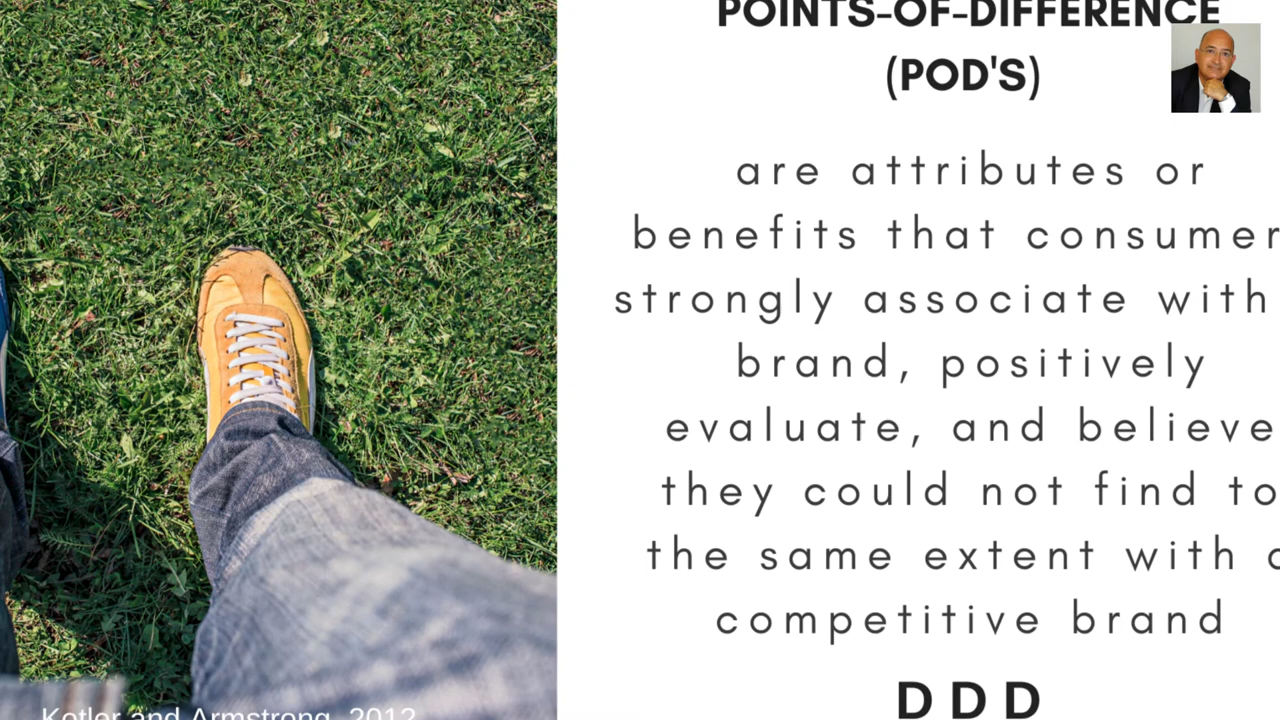 POINTS-OF-DIFFERENCE
(POD'S)
are attributes or
benefits that consumer
strongly associate with
brand, positively
evaluate, and believe
they could not find to
the same extent with a
competitive brand
DDD
Kotler and Armstrong, 2012